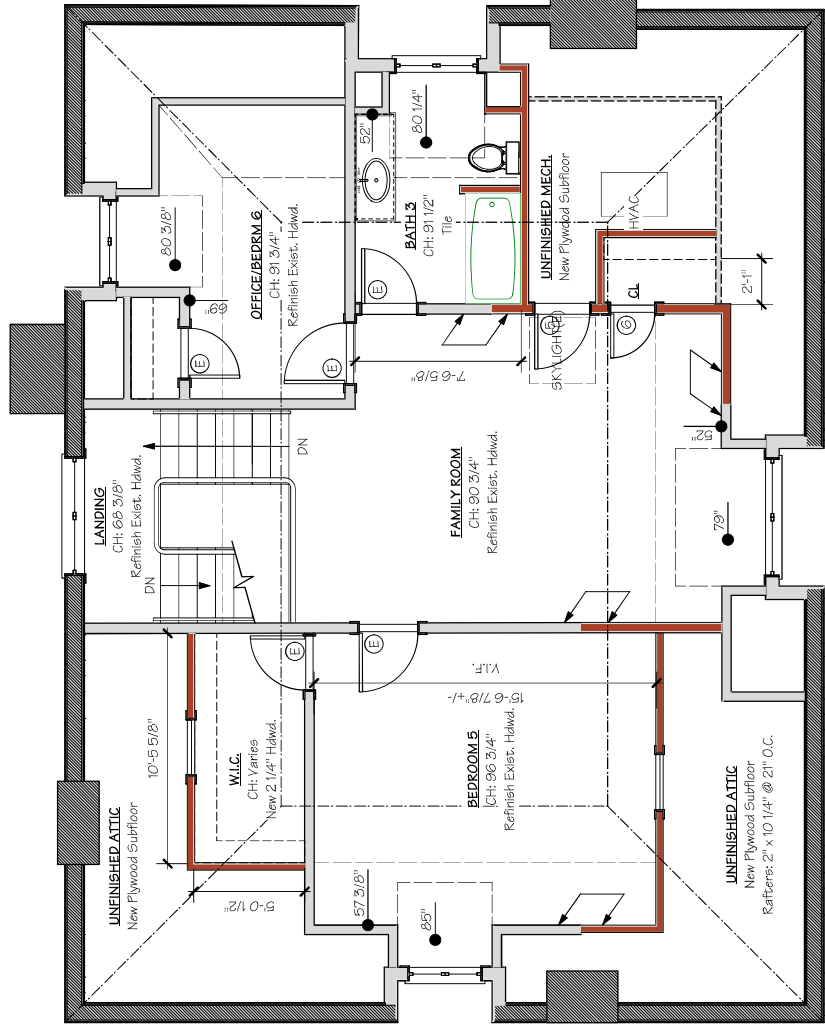 80 3/8"
69"
OFFICE/BEDRM 6
CH: 91 3/4"
Refinish Exist. Hdwd.
E
E
52"
80 1/4"
BATH 3
CH: 91 1/2"
Tile
E
UNFINISHED MECH.
New Plywood Subfloor
HVAC
CL
2'-1"
SKYLIGHT(E)
6
7'-6 5/8"
LANDING
CH: 68 3/8"
Refinish Exist. Hdwd.
DN
DN
FAMILY ROOM
CH: 90 3/4"
Refinish Exist. Hdwd.
52"
79"
E
E
V.I.F.
15'-6 7/8"+/-
10'-5 5/8"
W.I.C.
CH: Varies
New 2 1/4" Hdwd.
5'-0 1/2"
UNFINISHED ATTIC
New Plywood Subfloor
BEDROOM 5
CH: 96 3/4"
Refinish Exist. Hdwd.
57 3/8"
85"
UNFINISHED ATTIC
New Plywood Subfloor
Rafters: 2" x 10 1/4" @ 21" O.C.